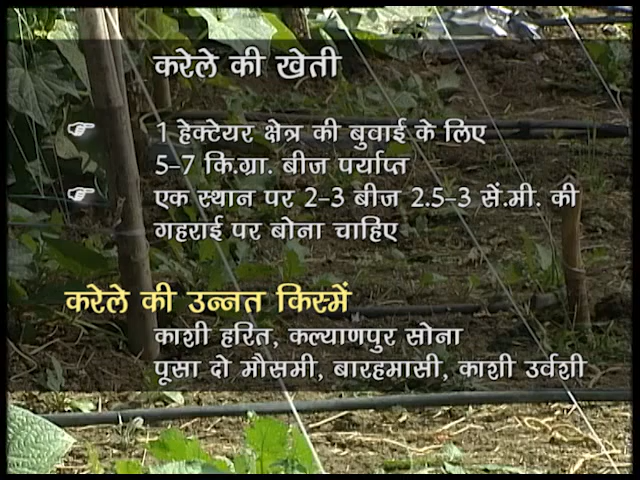 करेले की खेती
1 हेक्टेयर क्षेत्र की बुवाई के लिए
5-7 कि.ग्रा. बीज पर्याप्त
एक स्थान पर 2-3 बीज 2.5-3 सें.मी. की
गहराई पर बोना चाहिए
करेले की उन्नत किस्में
काशी हरित, कल्याणपुर सोना
पूसा दो मौसमी, बारहमासी, काशी उर्वशी